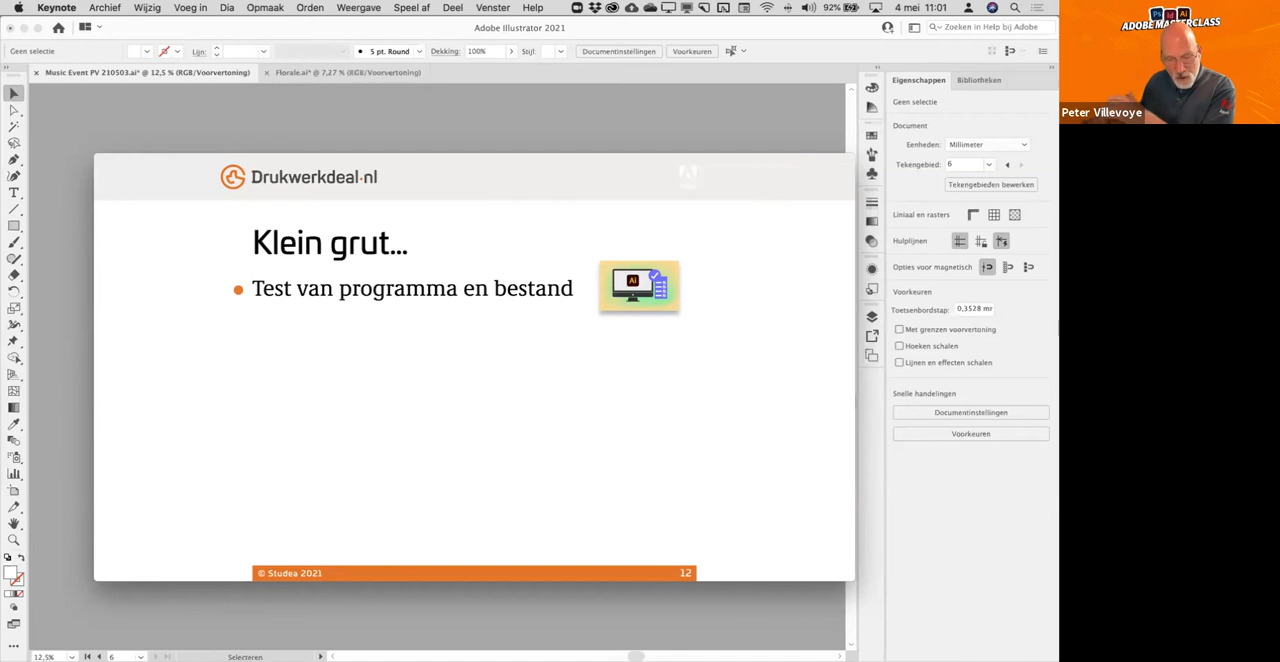 Keynote Archief Wijzig Voeg in Dia Opmaak Orden Weergave Speel af Deel Venster Help 92% 4 mei 11:01
Adobe Illustrator 2021
Zoeken in Help bij Adobe
Geen selectie Lijn: 5 pt. Round Dekking: 100% Stijl: Documentinstellingen Voorkeuren
Music Event PV 210503.ai* @ 12,5 % (RGB/Voorvertoning) Florale.ai* @ 7,27 % (RGB/Voorvertoning)
Eigenschappen Bibliotheken
Geen selectie
Document
Eenheden: Millimeter
Tekengebied: 6
Tekengebieden bewerken
Liniaal en rasters
Hulplijnen
Opties voor magnetisch
Voorkeuren
Toetsenbordstap: 0,3528 mr
Met grenzen voorvertoning
Hoeken schalen
Lijnen en effecten schalen
Snelle handelingen
Documentinstellingen
Voorkeuren
Drukwerkdeal.nl
Klein grut...
Test van programma en bestand
Ai
© Studea 2021 12
12,5% 6 Selecteren
Ps Id Ai
ADOBE MASTERCLASS
Peter Villevoye